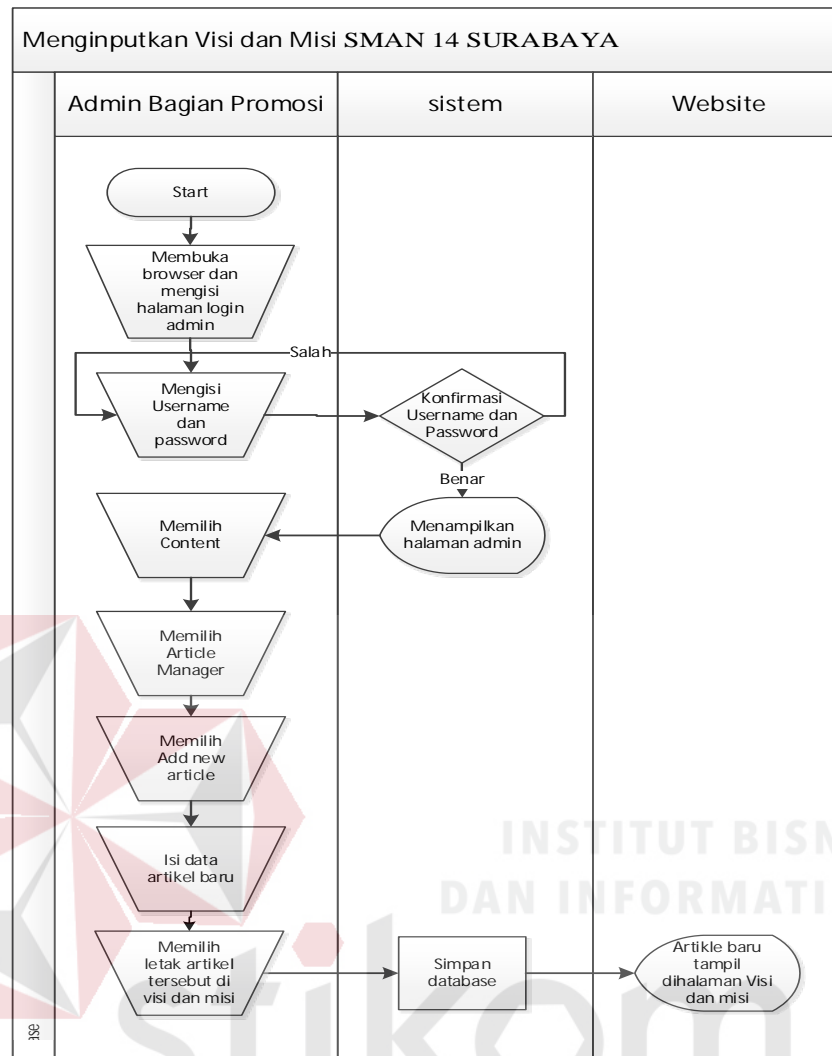 Menginputkan Visi dan Misi SMAN 14 SURABAYA
Admin Bagian Promosi
sistem
Website
Start
Membuka
browser dan
mengisi
halaman login
admin
Salah
Mengisi
Username
dan
password
Konfirmasi
Username dan
Password
Benar
Menampilkan
halaman admin
Memilih
Content
Memilih
Article
Manager
Memilih
Add new
article
Isi data
artikel baru
Memilih
letak artikel
tersebut di
visi dan misi
Simpan
database
Artikle baru
tampil
dihalaman Visi
dan misi
ase
INSTITUT BISN
DAN INFORMATI
stikom